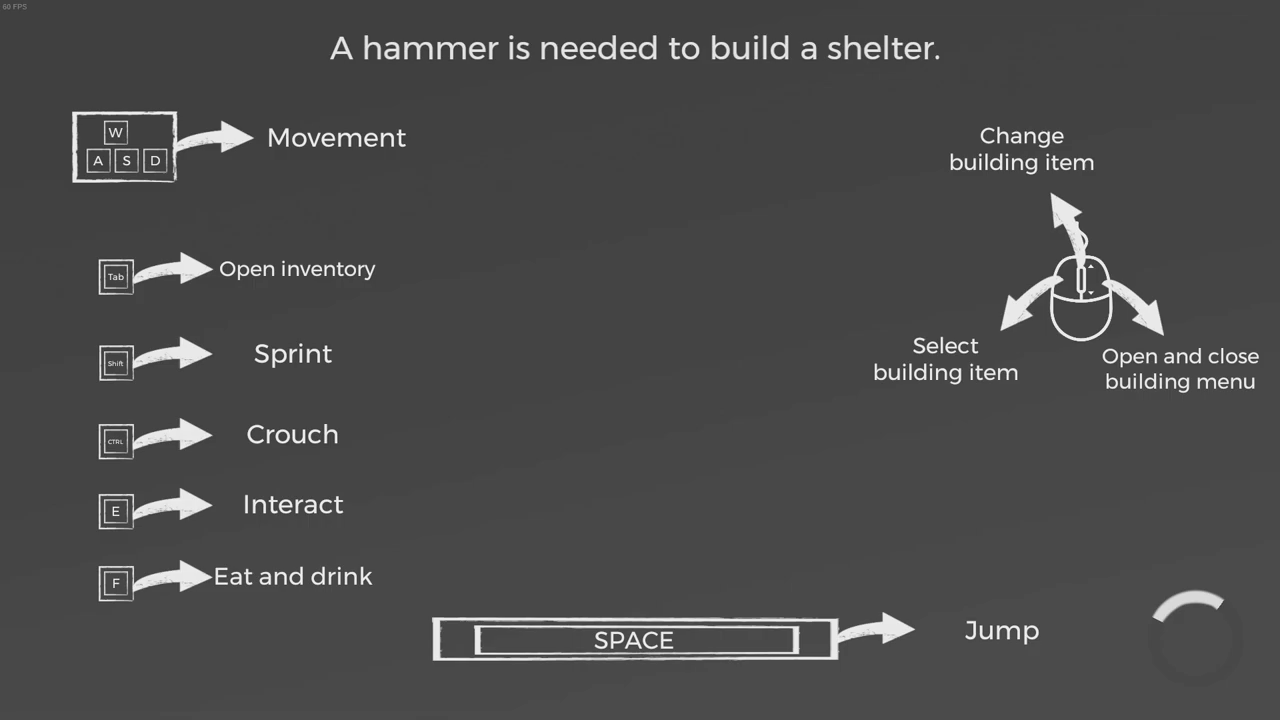 60 FPS
A hammer is needed to build a shelter.
W
A S D
Movement
Change
building item
Tab
Open inventory
Shift
Sprint
Select
building item
Open and close
building menu
CTRL
Crouch
E
Interact
F
Eat and drink
SPACE
Jump